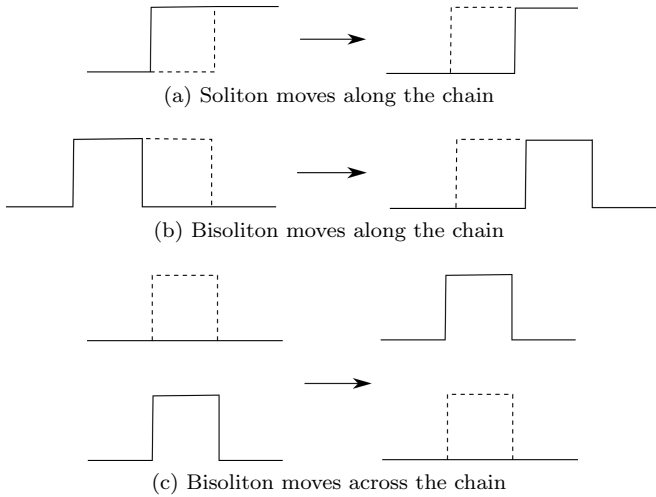 (a) Soliton moves along the chain
(b) Bisoliton moves along the chain
(c) Bisoliton moves across the chain